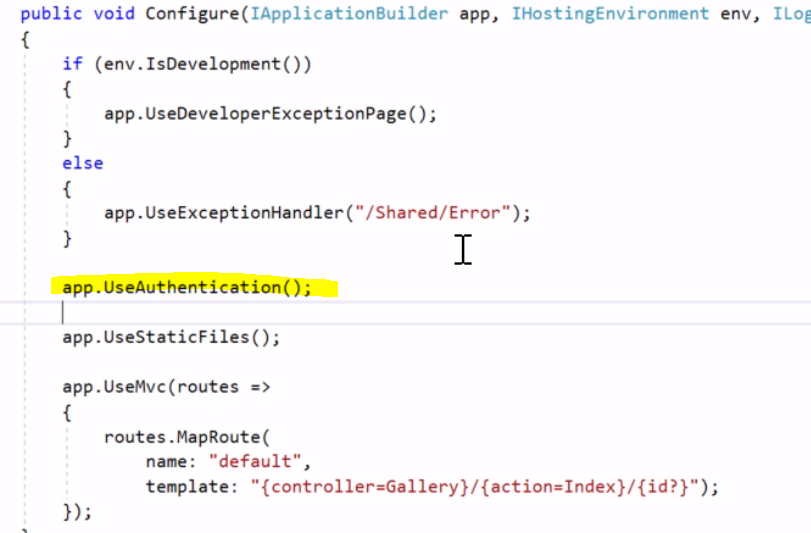 public void Configure(IApplicationBuilder app, IHostingEnvironment env, ILog
{
if (env.IsDevelopment())
{
app.UseDeveloperExceptionPage();
}
else
{
app.UseExceptionHandler("/Shared/Error");
}
app.UseAuthentication();
app.UseStaticFiles();
app.UseMvc(routes =>
{
routes.MapRoute(
name: "default",
template: "{controller=Gallery}/{action=Index}/{id?}");
});